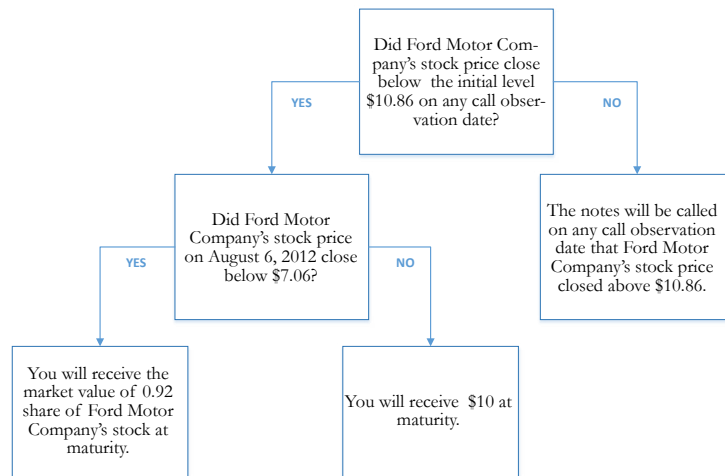 Did Ford Motor Com-
pany's stock price close
below the initial level
$10.86 on any call obser-
vation date?
YES
NO
Did Ford Motor
Company's stock price
on August 6, 2012 close
below $7.06?
The notes will be called
on any call observation
date that Ford Motor
Company's stock price
closed above $10.86.
YES
NO
You will receive the
market value of 0.92
share of Ford Motor
Company's stock at
maturity.
You will receive $10 at
maturity.